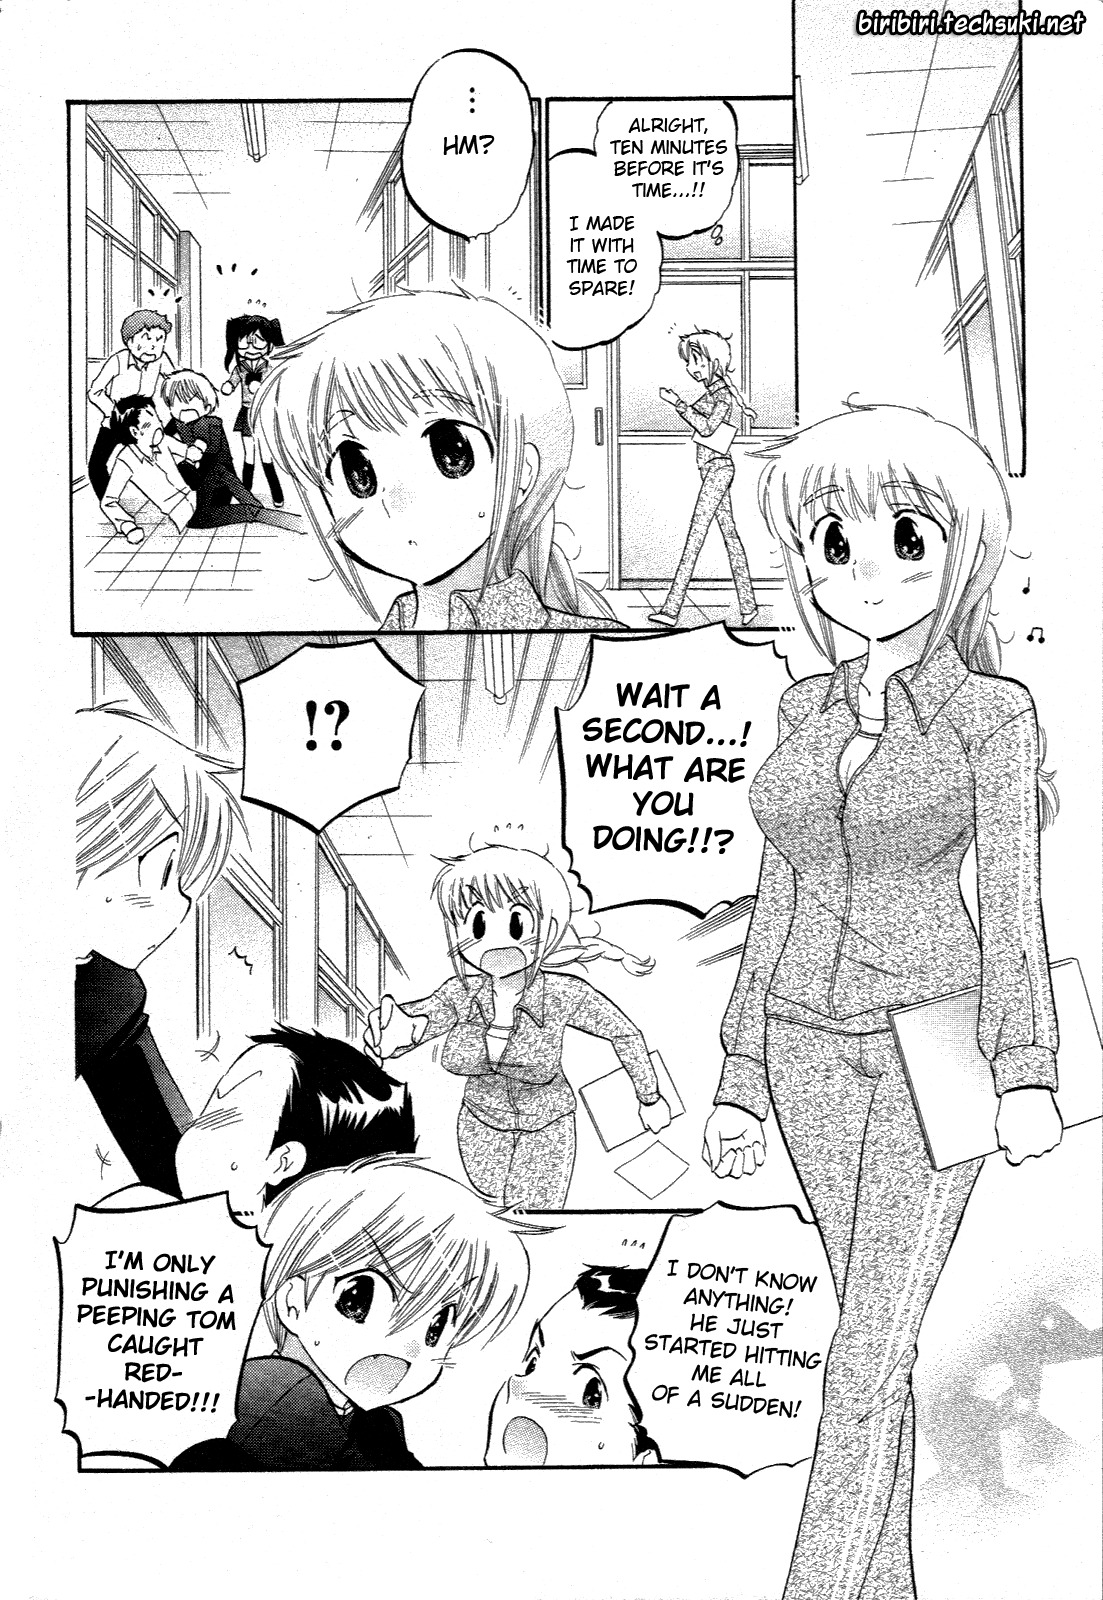 biribiri.techsuki.net
ALRIGHT,
TEN MINUTES
BEFORE IT'S
TIME...!!
I MADE
IT WITH
TIME TO
SPARE!
...
HM?
WAIT A
SECOND...!
WHAT ARE
YOU
DOING!!?
!?
I DON'T KNOW
ANYTHING!
HE JUST
STARTED HITTING
ME ALL
OF A SUDDEN!
I'M ONLY
PUNISHING A
PEEPING TOM
CAUGHT
RED-
-HANDED!!!